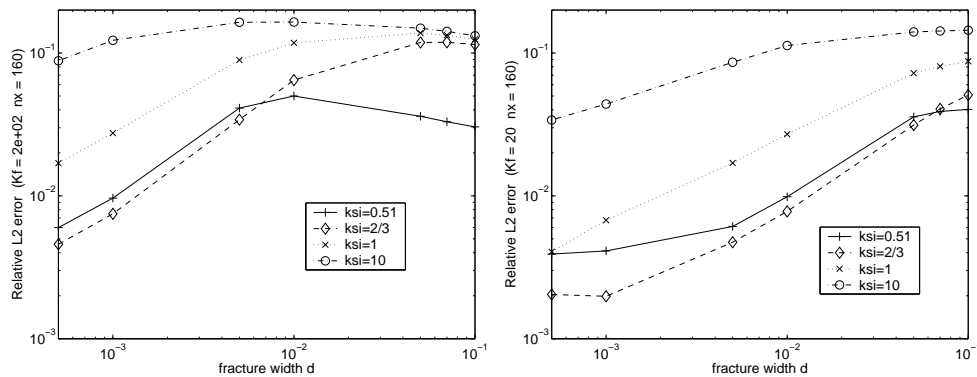 Relative L2 error (Kf = 2e+02 nx = 160)
10⁻¹
10⁻²
10⁻³
10⁻³
10⁻²
10⁻¹
fracture width d
ksi=0.51
ksi=2/3
ksi=1
ksi=10
Relative L2 error (Kf = 20 nx = 160)
10⁻¹
10⁻²
10⁻³
10⁻³
10⁻²
10⁻¹
fracture width d
ksi=0.51
ksi=2/3
ksi=1
ksi=10